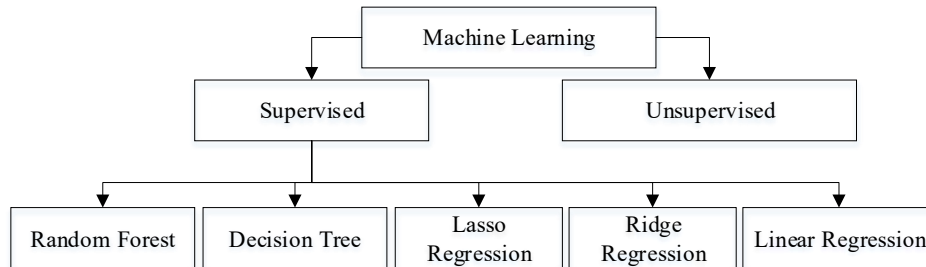 Machine Learning
Supervised
Unsupervised
Random Forest
Decision Tree
Lasso
Regression
Ridge
Regression
Linear Regression